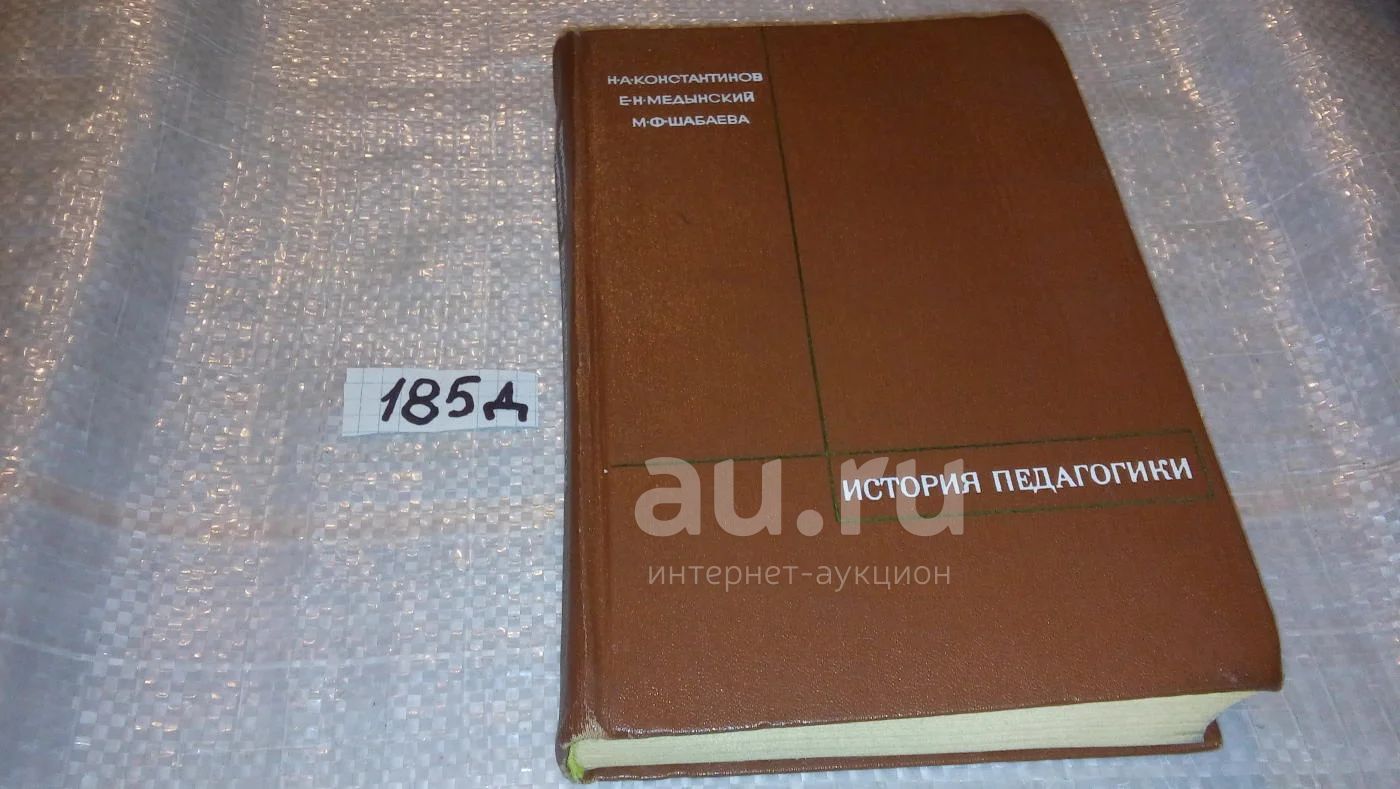 Н·А·КОНСТАНТИНОВ
Е·Н·МЕДЫНСКИЙ
М·Ф·ШАБАЕВА
185д
ИСТОРИЯ ПЕДАГОГИКИ
au.ru
интернет-аукцион